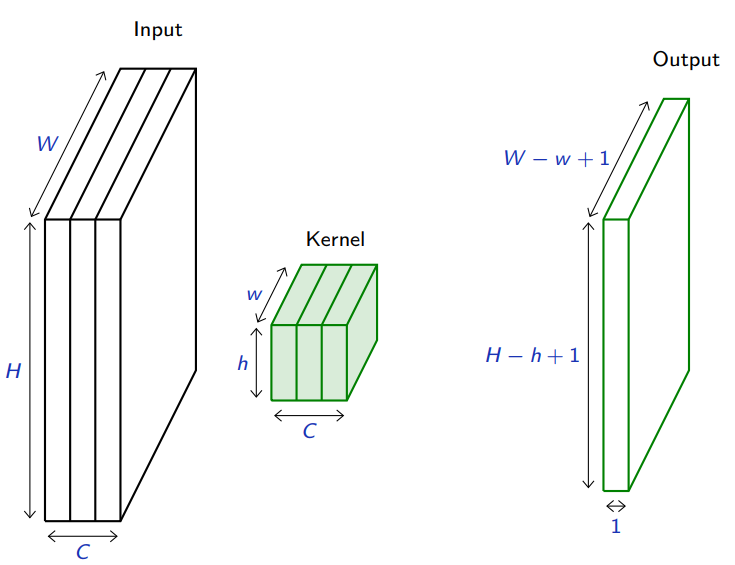 Input
W
H
C
Kernel
w
h
C
Output
W − w + 1
H − h + 1
1